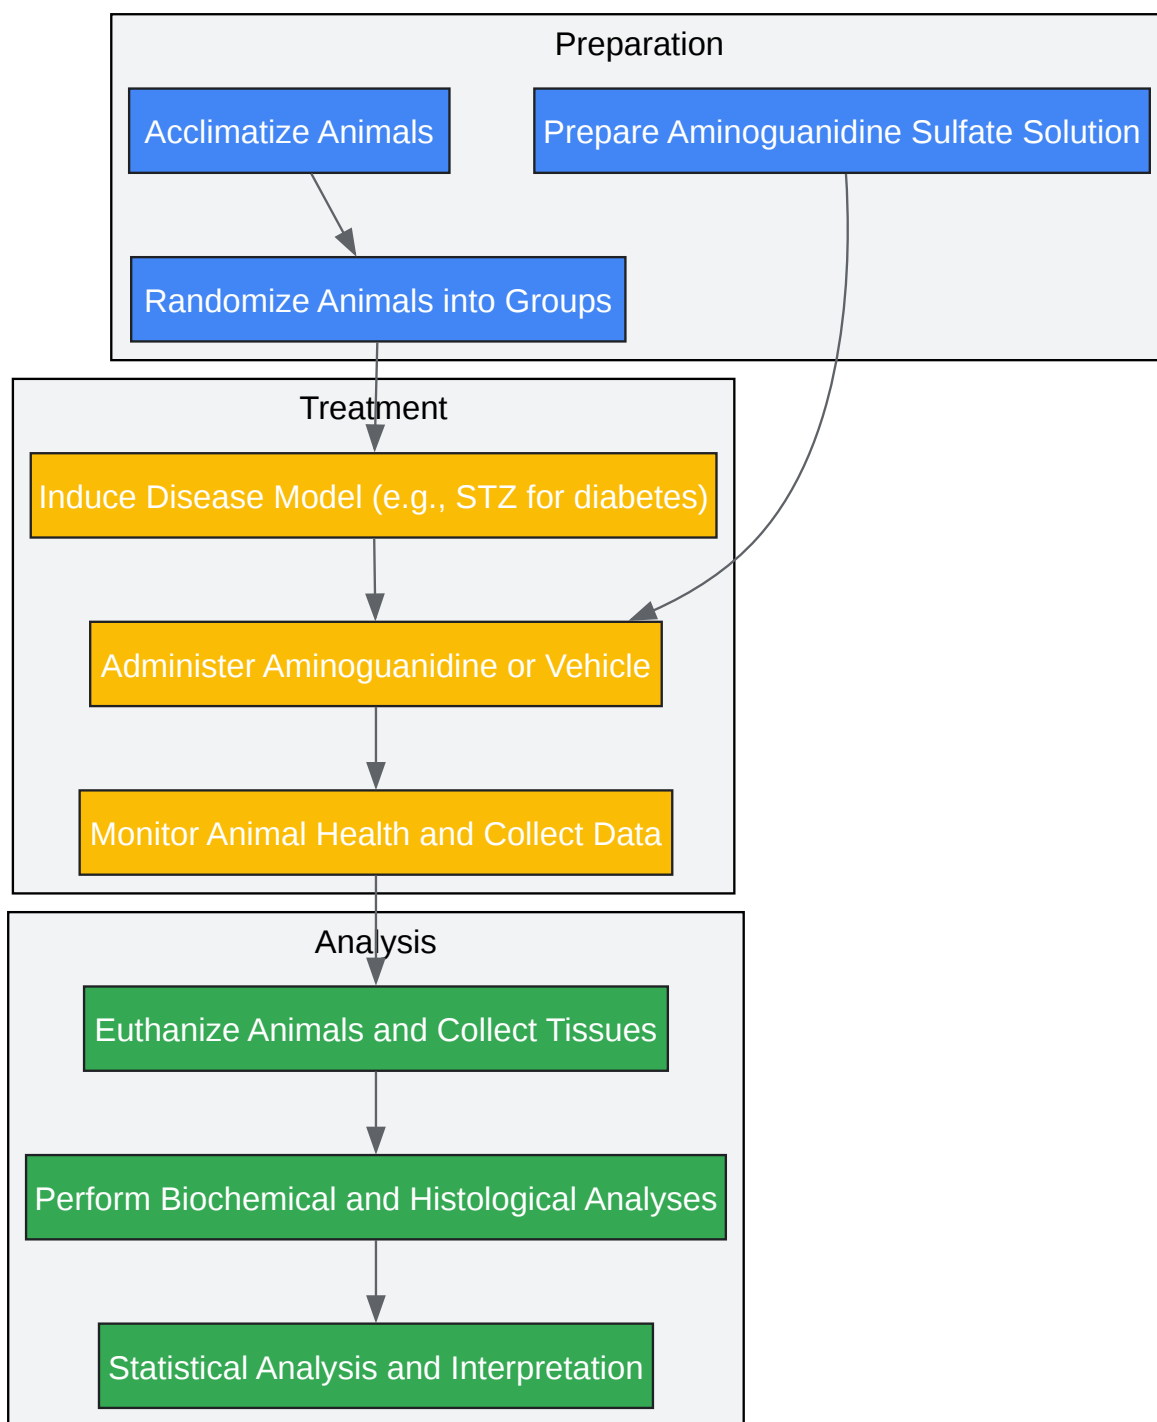 Preparation
Acclimatize Animals
Prepare Aminoguanidine Sulfate Solution
Randomize Animals into Groups
Treatment
Induce Disease Model (e.g., STZ for diabetes)
Administer Aminoguanidine or Vehicle
Monitor Animal Health and Collect Data
Analysis
Euthanize Animals and Collect Tissues
Perform Biochemical and Histological Analyses
Statistical Analysis and Interpretation